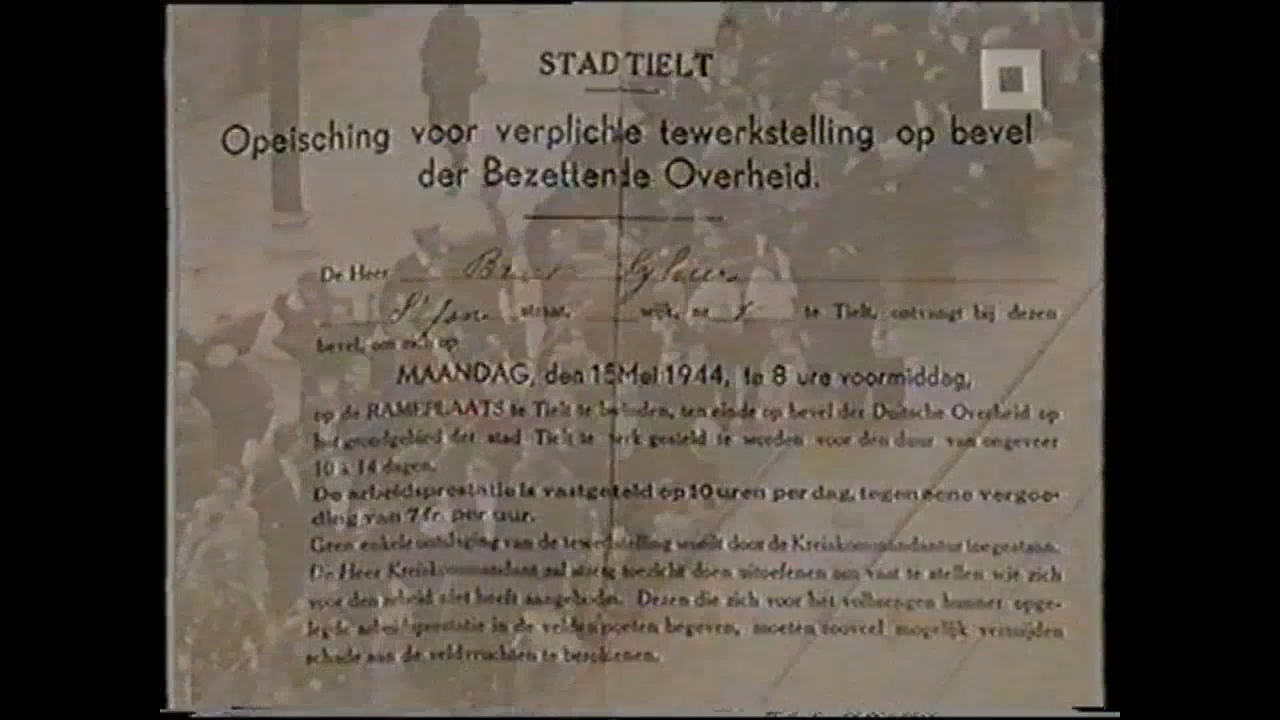 STAD TIELT
Opeisching voor verplichte tewerkstelling op bevel
der Bezettende Overheid.
De Heer
St Jans straat, wijk, nr te Tielt, ontvangt bij dezen
bevel, om zich op
MAANDAG, den 15 Mei 1944, te 8 ure voormiddag,
op de RAMEPLAATS te Tielt te bevinden, ten einde op bevel der Duitsche Overheid op
het grondgebied der stad Tielt te werk gesteld te worden voor den duur van ongeveer
10 à 14 dagen.
De arbeidsprestatie is vastgesteld op 10 uren per dag, tegen eene vergoe-
ding van 7 fr. per uur.
Geen enkele van de tewerkstelling wordt door de Kreiskommandantur toegestaan.
De Heer Kreiskommandant zal streng toezicht doen uitoefenen om vast te stellen wie zich
voor den arbeid niet heeft aangeboden. Dezen die zich voor het volbrengen hunner opge-
legde arbeidsprestatie in de velden moeten begeven, moeten zooveel mogelijk vermijden
schade aan de veldvruchten te berokkenen.